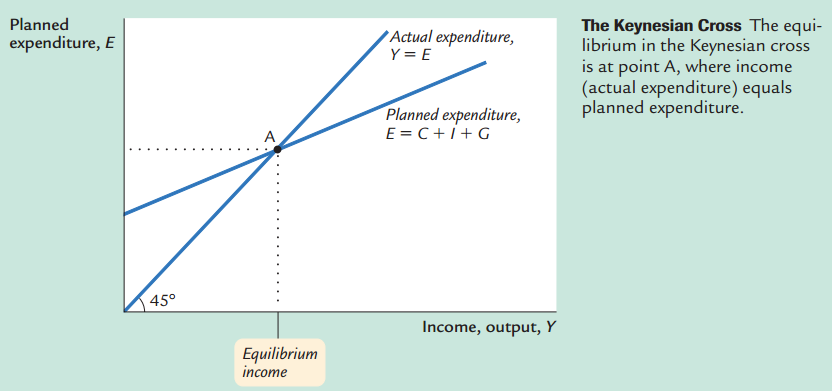 Planned
expenditure, E
Actual expenditure,
Y = E
Planned expenditure,
E = C + I + G
A
45°
Income, output, Y
Equilibrium
income
The Keynesian Cross The equi-
librium in the Keynesian cross
is at point A, where income
(actual expenditure) equals
planned expenditure.